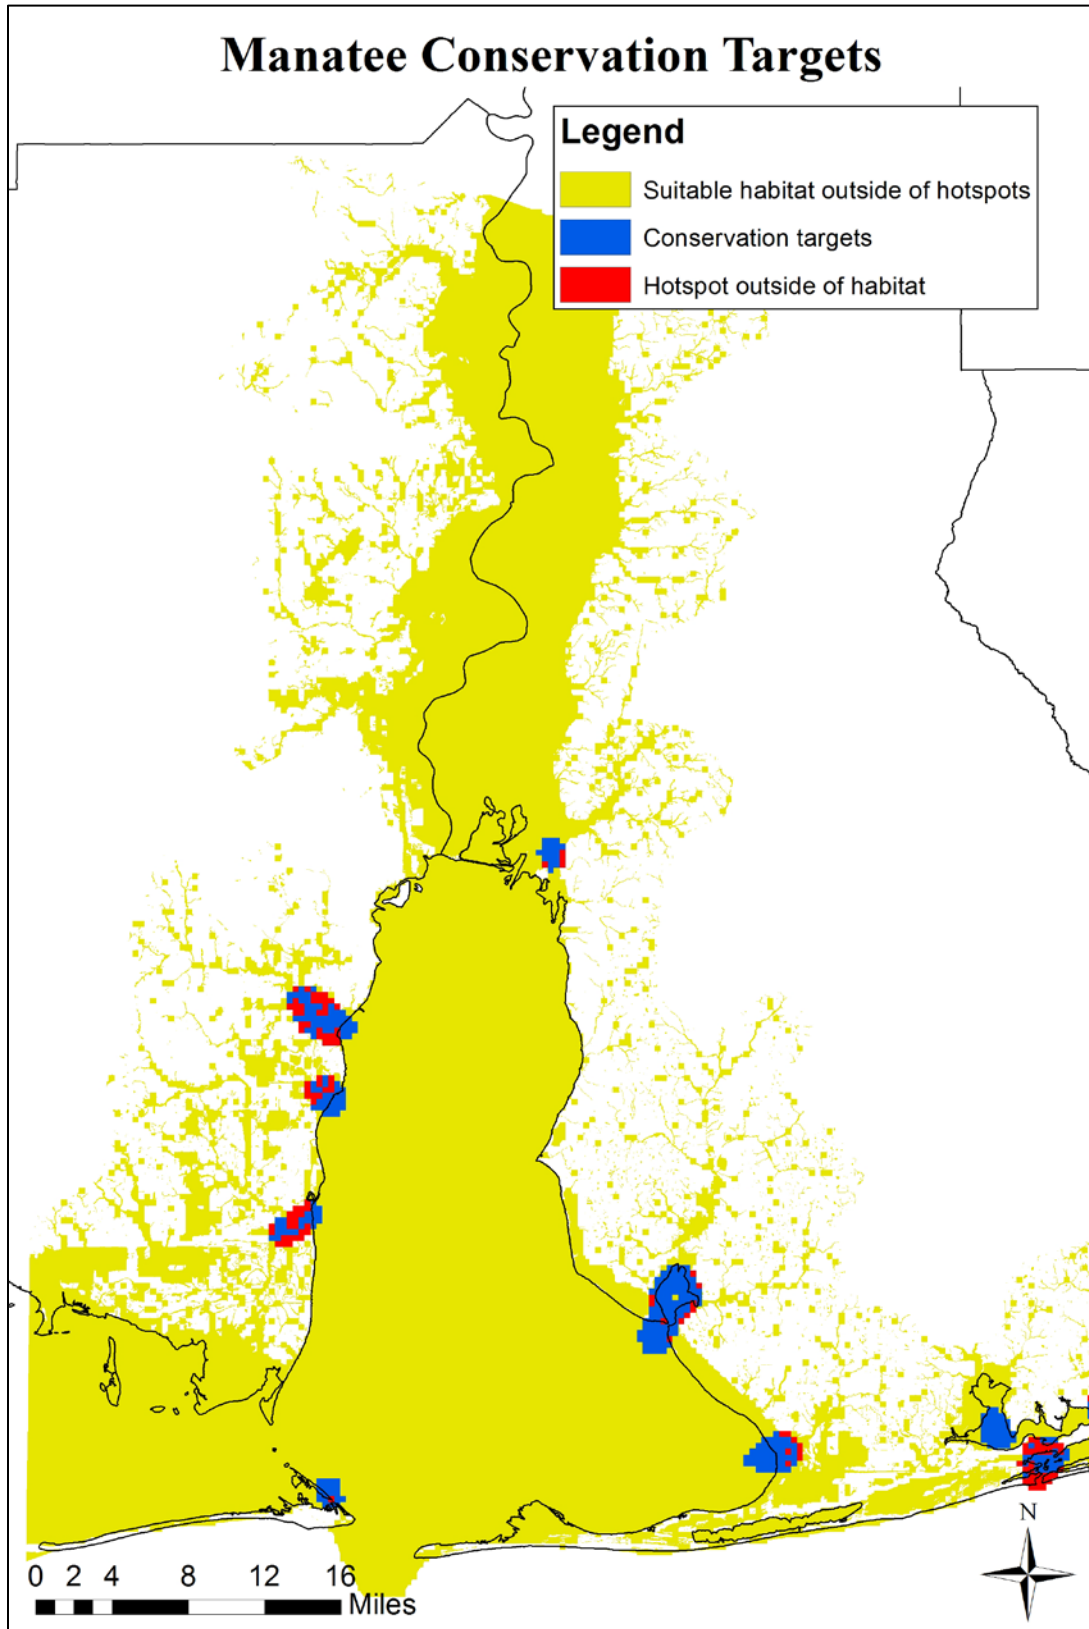 Manatee Conservation Targets
Legend
Suitable habitat outside of hotspots
Conservation targets
Hotspot outside of habitat
N
0 2 4 8 12 16
Miles